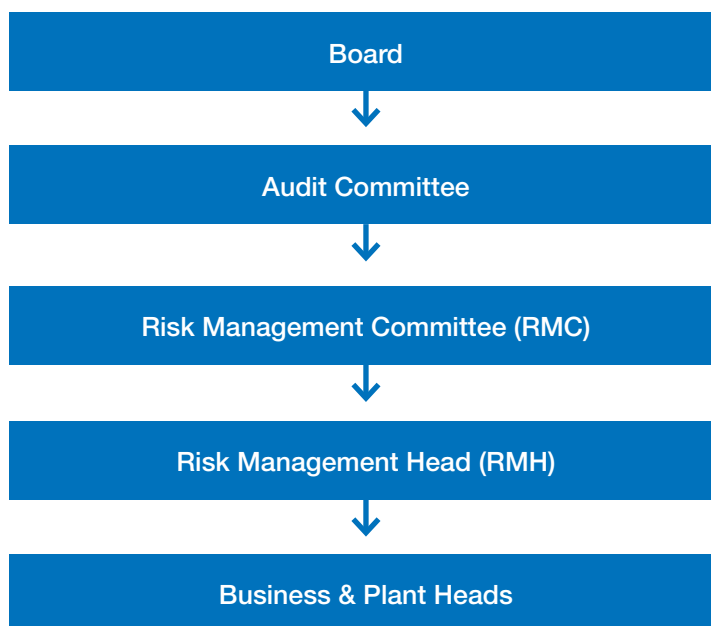 Board
Audit Committee
Risk Management Committee (RMC)
Risk Management Head (RMH)
Business & Plant Heads